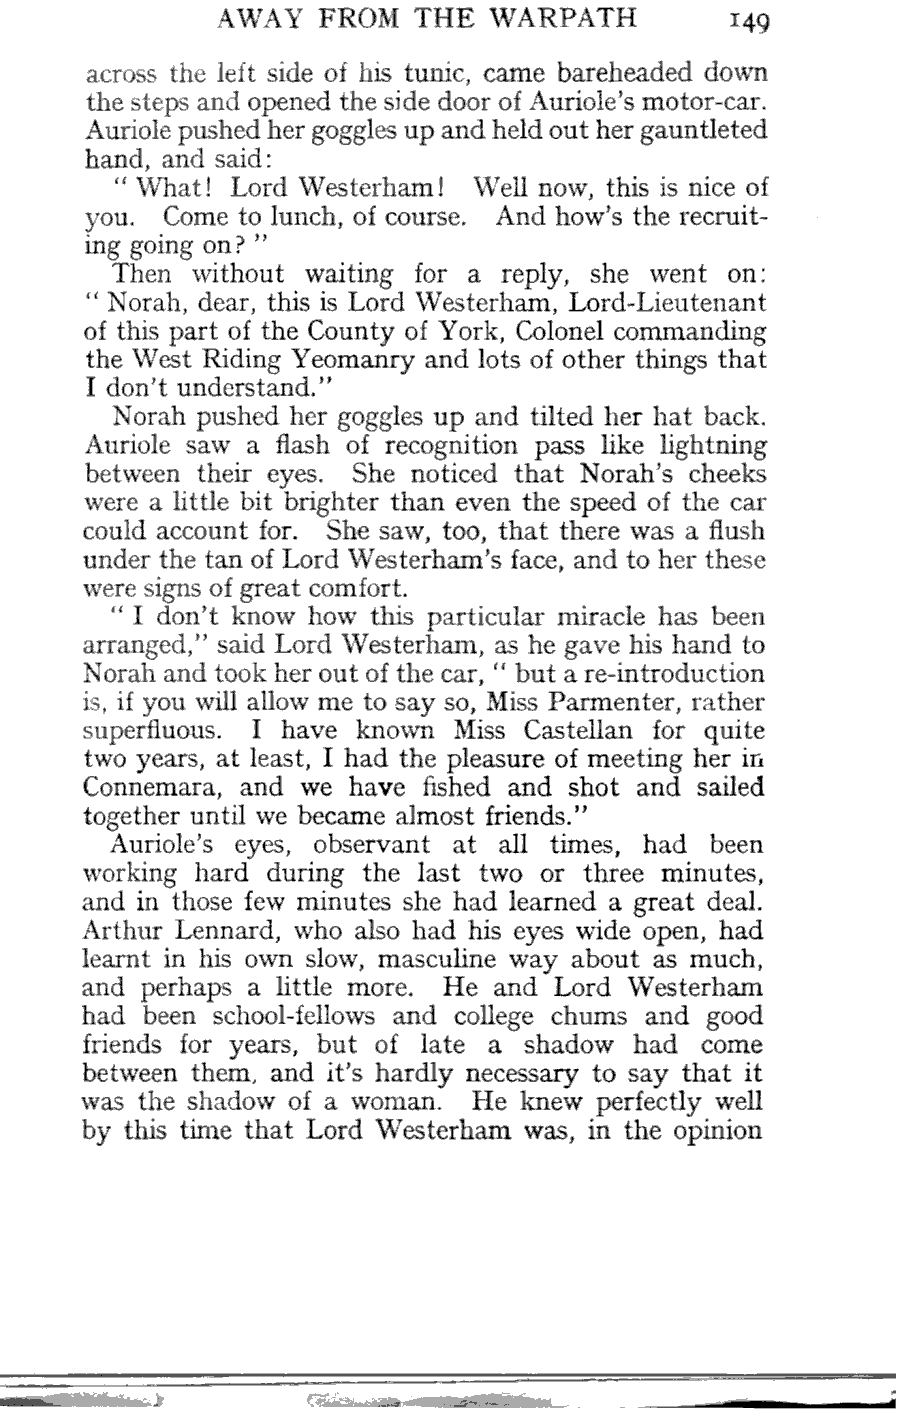 AWAY FROM THE WARPATH 149
across the left side of his tunic, came bareheaded down
the steps and opened the side door of Auriole's motor-car.
Auriole pushed her goggles up and held out her gauntleted
hand, and said:
" What! Lord Westerham! Well now, this is nice of
you. Come to lunch, of course. And how's the recruit-
ing going on? "
Then without waiting for a reply, she went on:
" Norah, dear, this is Lord Westerham, Lord-Lieutenant
of this part of the County of York, Colonel commanding
the West Riding Yeomanry and lots of other things that
I don't understand."
Norah pushed her goggles up and tilted her hat back.
Auriole saw a flash of recognition pass like lightning
between their eyes. She noticed that Norah's cheeks
were a little bit brighter than even the speed of the car
could account for. She saw, too, that there was a flush
under the tan of Lord Westerham's face, and to her these
were signs of great comfort.
" I don't know how this particular miracle has been
arranged," said Lord Westerham, as he gave his hand to
Norah and took her out of the car, " but a re-introduction
is, if you will allow me to say so, Miss Parmenter, rather
superfluous. I have known Miss Castellan for quite
two years, at least, I had the pleasure of meeting her in
Connemara, and we have fished and shot and sailed
together until we became almost friends."
Auriole's eyes, observant at all times, had been
working hard during the last two or three minutes,
and in those few minutes she had learned a great deal.
Arthur Lennard, who also had his eyes wide open, had
learnt in his own slow, masculine way about as much,
and perhaps a little more. He and Lord Westerham
had been school-fellows and college chums and good
friends for years, but of late a shadow had come
between them, and it's hardly necessary to say that it
was the shadow of a woman. He knew perfectly well
by this time that Lord Westerham was, in the opinion